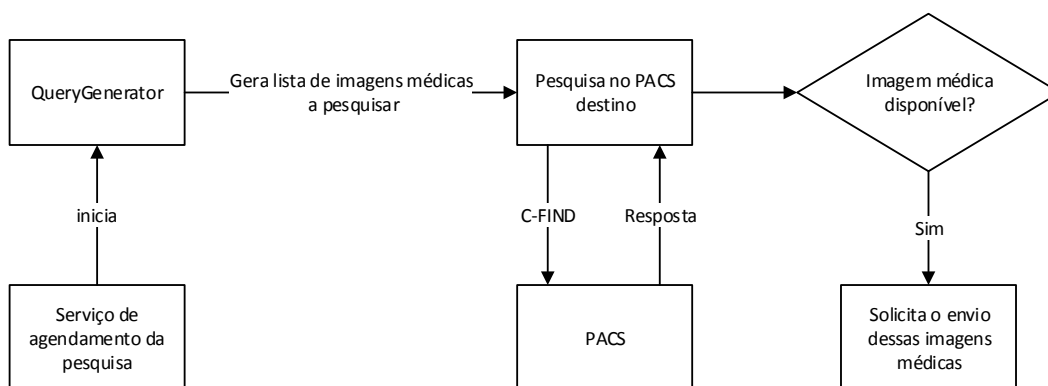 QueryGenerator
Gera lista de imagens médicas
a pesquisar
Pesquisa no PACS
destino
Imagem médica
disponível?
inicia
C-FIND
Resposta
Sim
Serviço de
agendamento da
pesquisa
PACS
Solicita o envio
dessas imagens
médicas